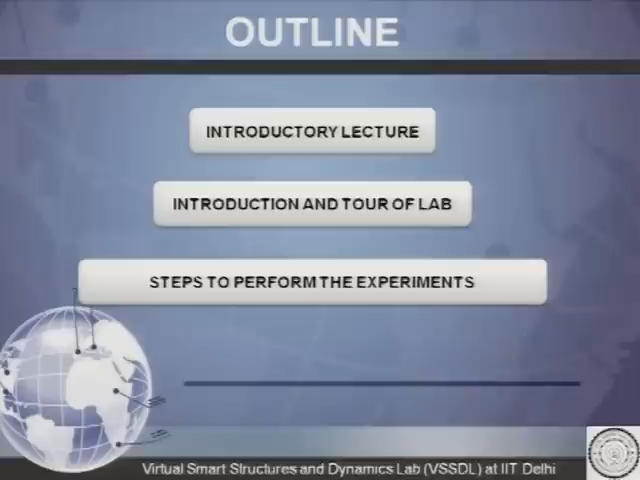 OUTLINE
INTRODUCTORY LECTURE
INTRODUCTION AND TOUR OF LAB
STEPS TO PERFORM THE EXPERIMENTS
Virtual Smart Structures and Dynamics Lab (VSSDL) at IIT Delhi